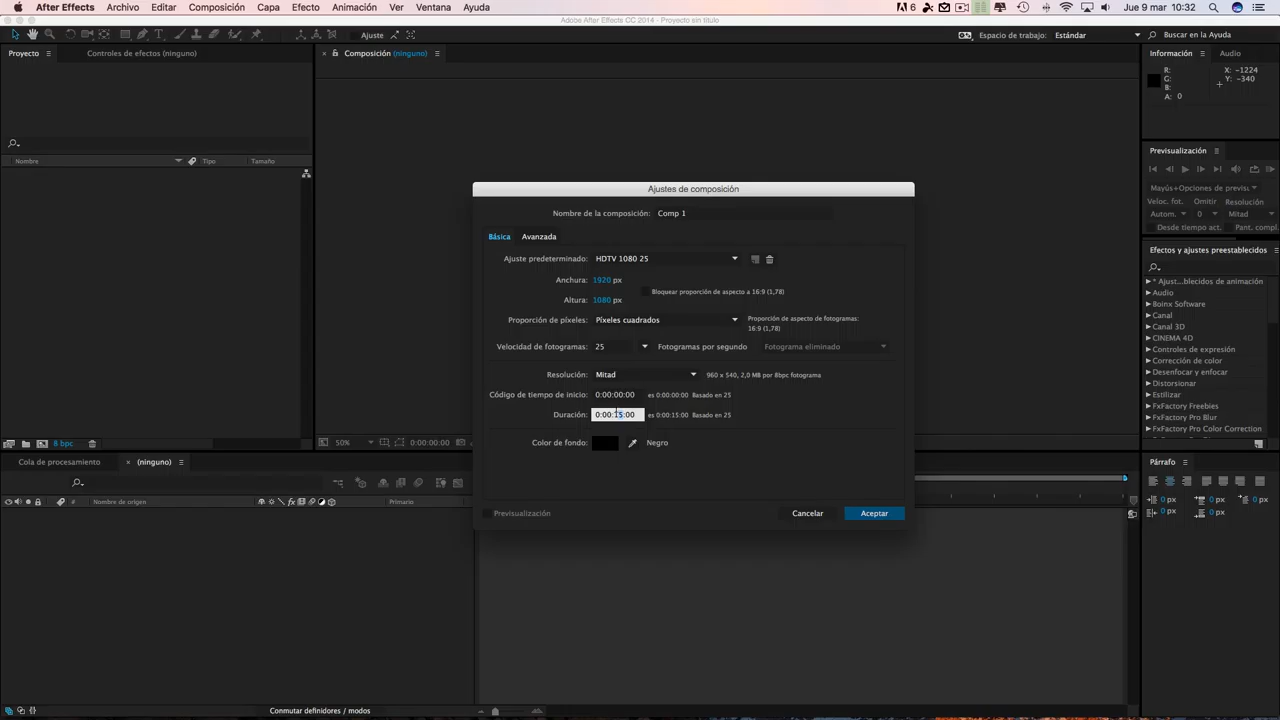 After Effects Archivo Editar Composición Capa Efecto Animación Ver Ventana Ayuda 6 Jue 9 mar 10:32
Adobe After Effects CC 2014 - Proyecto sin título
Ajuste Espacio de trabajo: Estándar Buscar en la Ayuda
Proyecto Controles de efectos (ninguno) × Composición (ninguno) Información Audio
R: X: -1224
G: Y: -340
B:
A: 0
Nombre Tipo Tamaño
Previsualización
Mayús+Opciones de previs.
Veloc. fot. Omitir Resolución
Autom. 0 Mitad
Desde tiempo act. Pant. compl.
Efectos y ajustes preestablecidos
* Ajust...blecidos de animación
Audio
Boinx Software
Canal
Canal 3D
CINEMA 4D
Controles de expresión
Corrección de color
Desenfocar y enfocar
Distorsionar
Estilizar
FxFactory Freebies
FxFactory Pro Blur
FxFactory Pro Color Correction
Ajustes de composición
Nombre de la composición: Comp 1
Básica Avanzada
Ajuste predeterminado: HDTV 1080 25
Anchura: 1920 px
Bloquear proporción de aspecto a 16:9 (1,78)
Altura: 1080 px
Proporción de píxeles: Píxeles cuadrados Proporción de aspecto de fotogramas:
16:9 (1,78)
Velocidad de fotogramas: 25 Fotogramas por segundo Fotograma eliminado
Resolución: Mitad 960 x 540, 2,0 MB por 8bpc fotograma
Código de tiempo de inicio: 0:00:00:00 es 0:00:00:00 Basado en 25
Duración: 0:00:15:00 es 0:00:15:00 Basado en 25
Color de fondo: Negro
Previsualización Cancelar Aceptar
8 bpc 50% 0:00:00:00
Cola de procesamiento × (ninguno) Párrafo
# Nombre de origen Primario
0 px 0 px 0 px
0 px 0 px
Conmutar definidores / modos